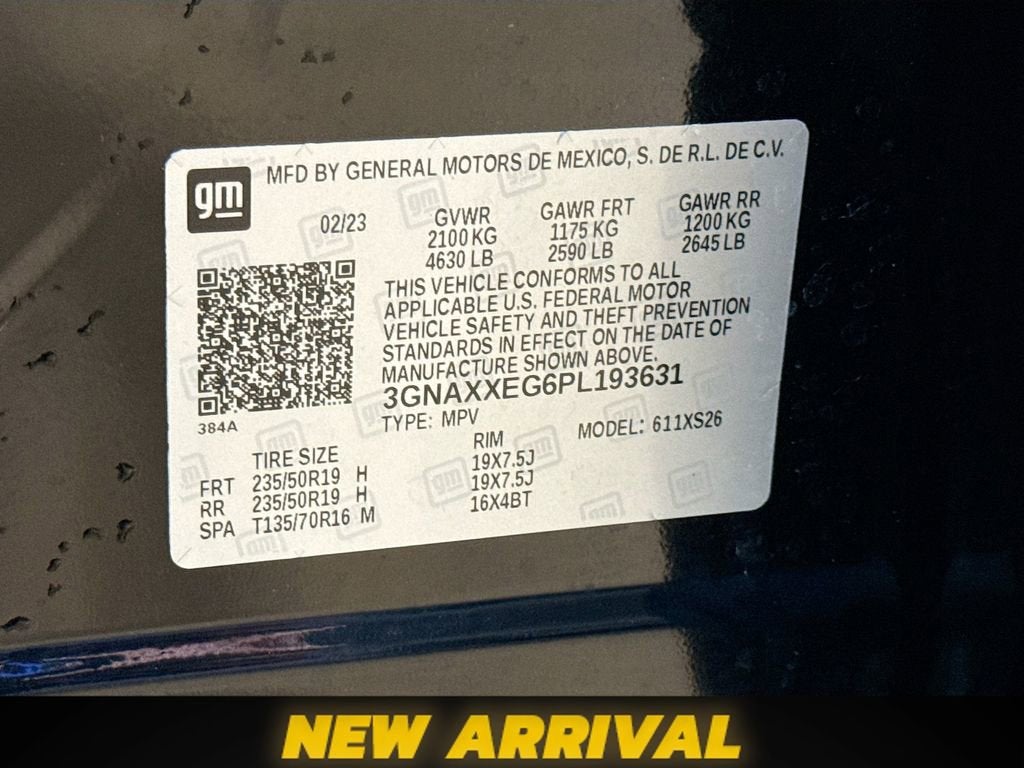 gm
MFD BY GENERAL MOTORS DE MEXICO, S. DE R.L. DE C.V.
02/23
GVWR GAWR FRT GAWR RR
2100 KG 1175 KG 1200 KG
4630 LB 2590 LB 2645 LB
THIS VEHICLE CONFORMS TO ALL
APPLICABLE U.S. FEDERAL MOTOR
VEHICLE SAFETY AND THEFT PREVENTION
STANDARDS IN EFFECT ON THE DATE OF
MANUFACTURE SHOWN ABOVE.
3GNAXXEG6PL193631
384A
TYPE: MPV MODEL: 611XS26
TIRE SIZE RIM
FRT 235/50R19 H 19X7.5J
RR 235/50R19 H 19X7.5J
SPA T135/70R16 M 16X4BT
NEW ARRIVAL